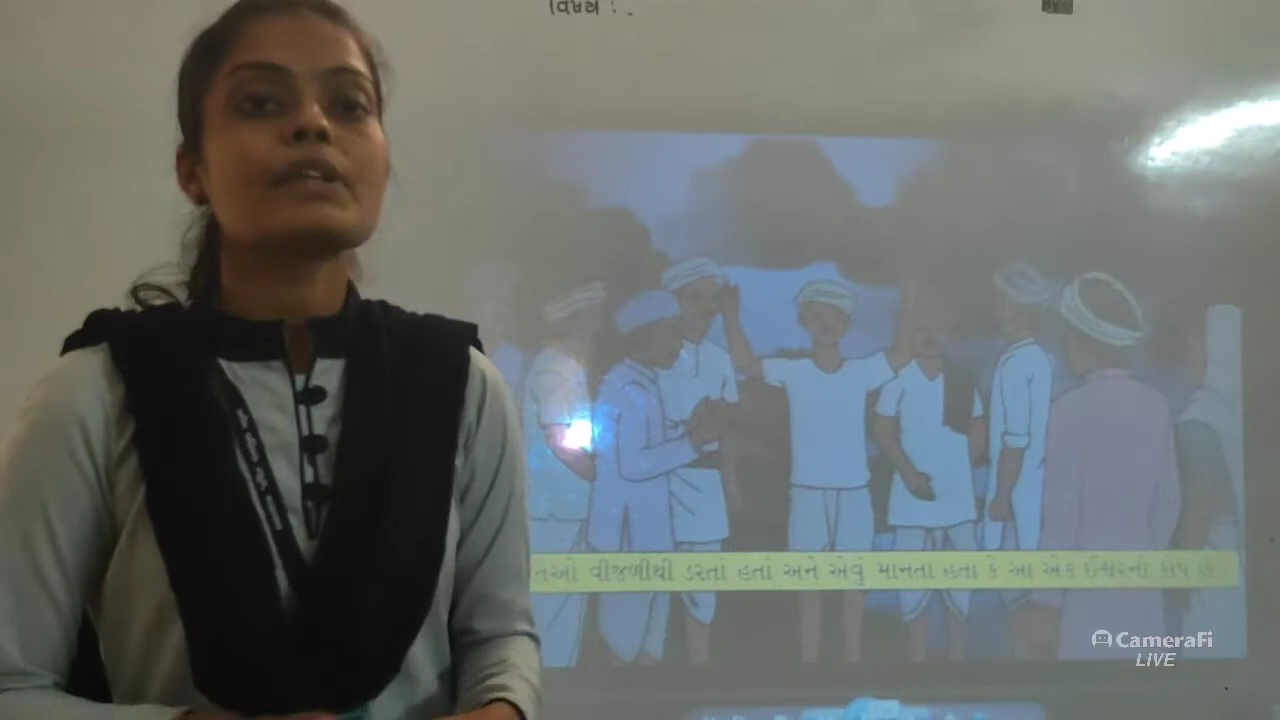 વિષય :
તઓ વીજળીથી ડરતાં હતાં અને એવું માનતા હતા કે આ એક ઈશ્વરનો કોપ છે
CameraFi
LIVE